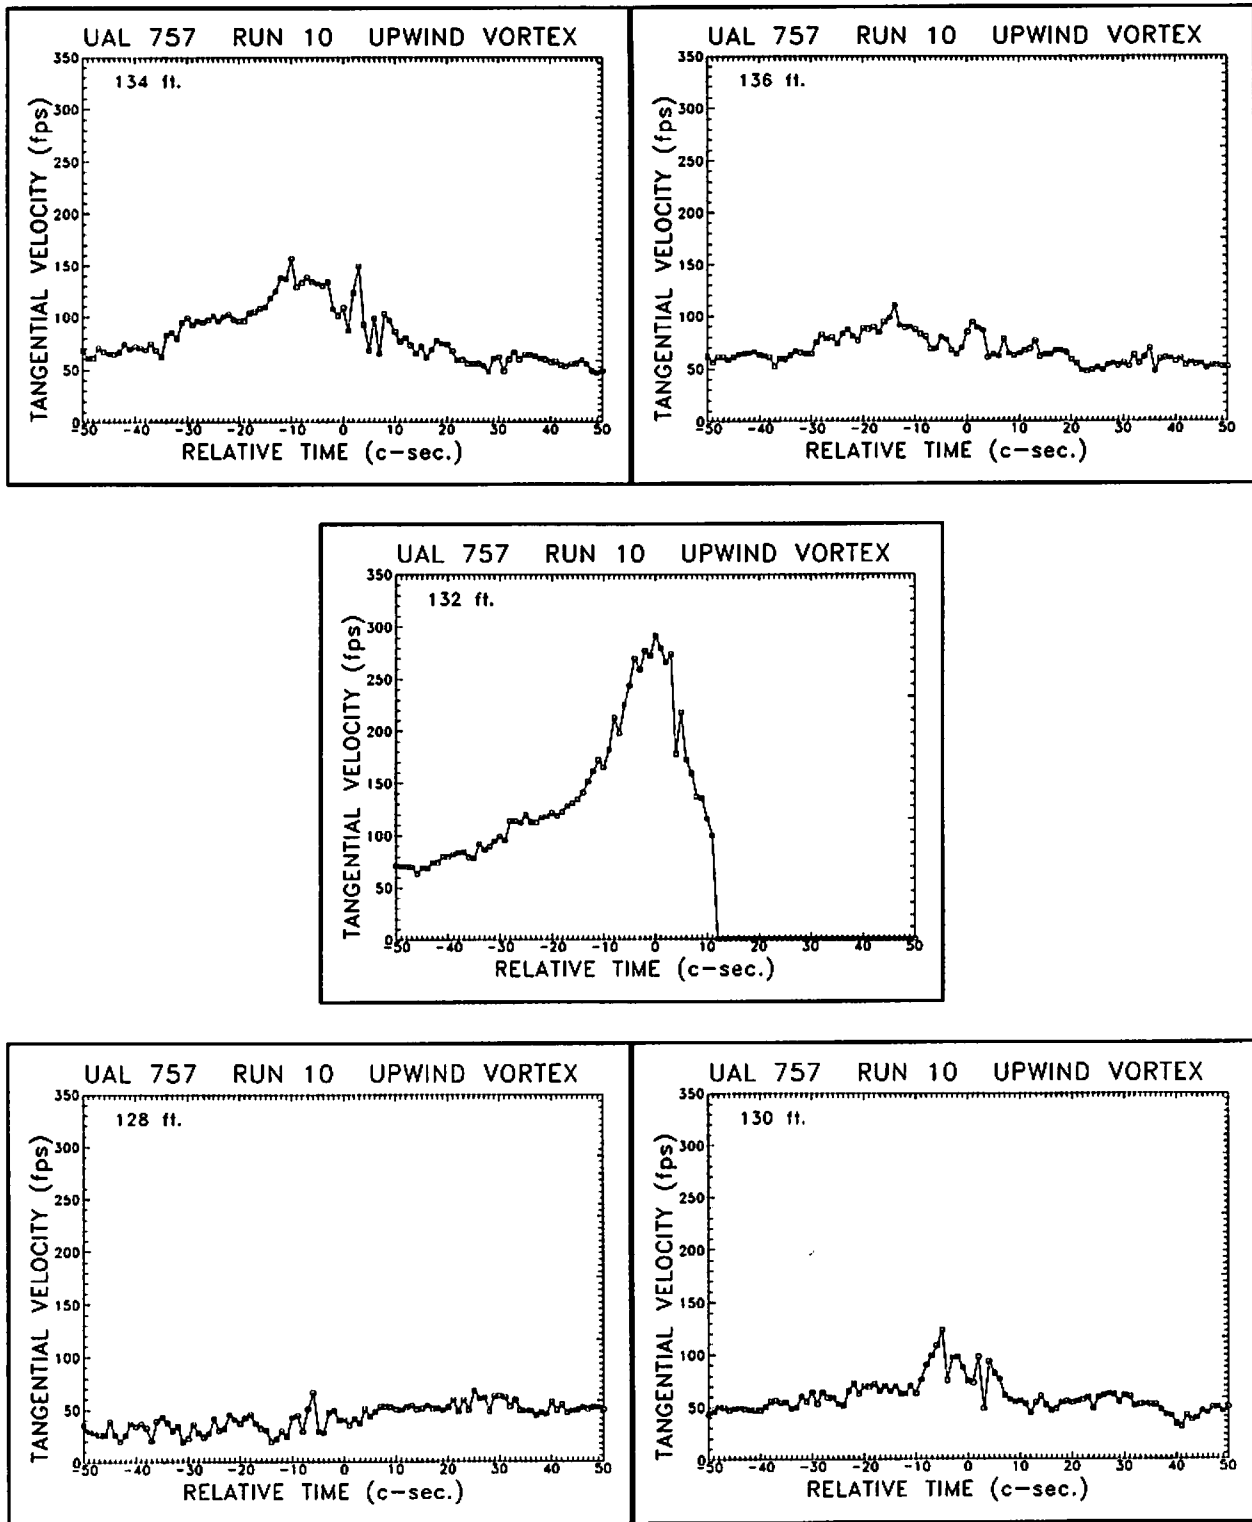 UAL 757 RUN 10 UPWIND VORTEX
134 ft.
TANGENTIAL VELOCITY (fps)
350
300
250
200
150
100
50
0
-50 -40 -30 -20 -10 0 10 20 30 40 50
RELATIVE TIME (c-sec.)
UAL 757 RUN 10 UPWIND VORTEX
136 ft.
TANGENTIAL VELOCITY (fps)
350
300
250
200
150
100
50
0
-50 -40 -30 -20 -10 0 10 20 30 40 50
RELATIVE TIME (c-sec.)
UAL 757 RUN 10 UPWIND VORTEX
132 ft.
TANGENTIAL VELOCITY (fps)
350
300
250
200
150
100
50
0
-50 -40 -30 -20 -10 0 10 20 30 40 50
RELATIVE TIME (c-sec.)
UAL 757 RUN 10 UPWIND VORTEX
128 ft.
TANGENTIAL VELOCITY (fps)
350
300
250
200
150
100
50
0
-50 -40 -30 -20 -10 0 10 20 30 40 50
RELATIVE TIME (c-sec.)
UAL 757 RUN 10 UPWIND VORTEX
130 ft.
TANGENTIAL VELOCITY (fps)
350
300
250
200
150
100
50
0
-50 -40 -30 -20 -10 0 10 20 30 40 50
RELATIVE TIME (c-sec.)